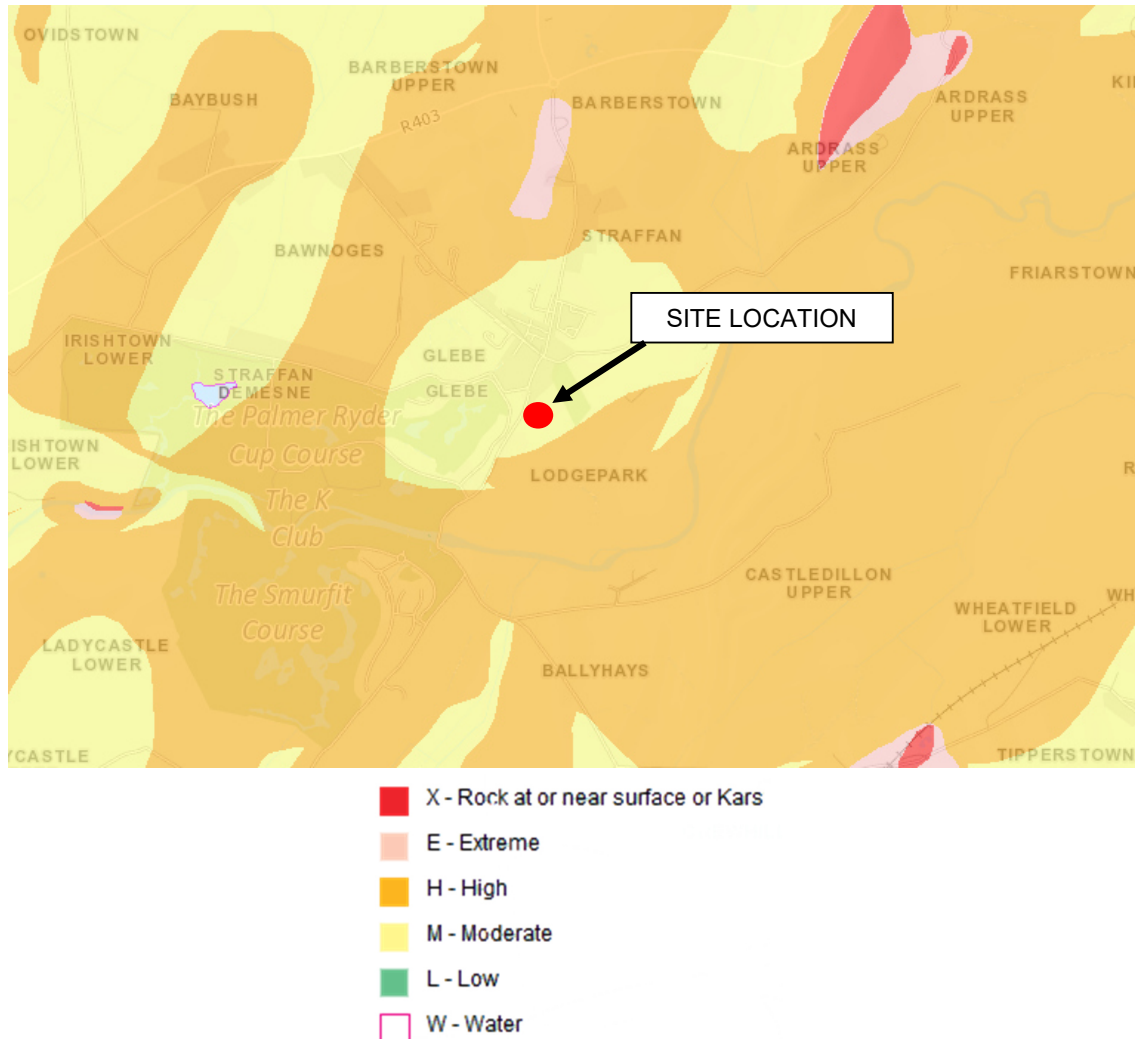 OVIDSTOWN
BARBERSTOWN
UPPER
BAYBUSH
BARBERSTOWN
KI
ARDRASS
UPPER
R403
ARDRASS
UPPER
STRAFFAN
BAWNOGES
FRIARSTOWN
SITE LOCATION
IRISHTOWN
LOWER
GLEBE
STRAFFAN
DEMESNE
GLEBE
The Palmer Ryder
Cup Course
ISHTOWN
LOWER
LODGEPARK
R
The K
Club
CASTLEDILLON
UPPER
The Smurfit
Course
WHEATFIELD
LOWER
WH
LADYCASTLE
LOWER
BALLYHAYS
YCASTLE
TIPPERSTOWN
X - Rock at or near surface or Kars
E - Extreme
H - High
M - Moderate
L - Low
W - Water